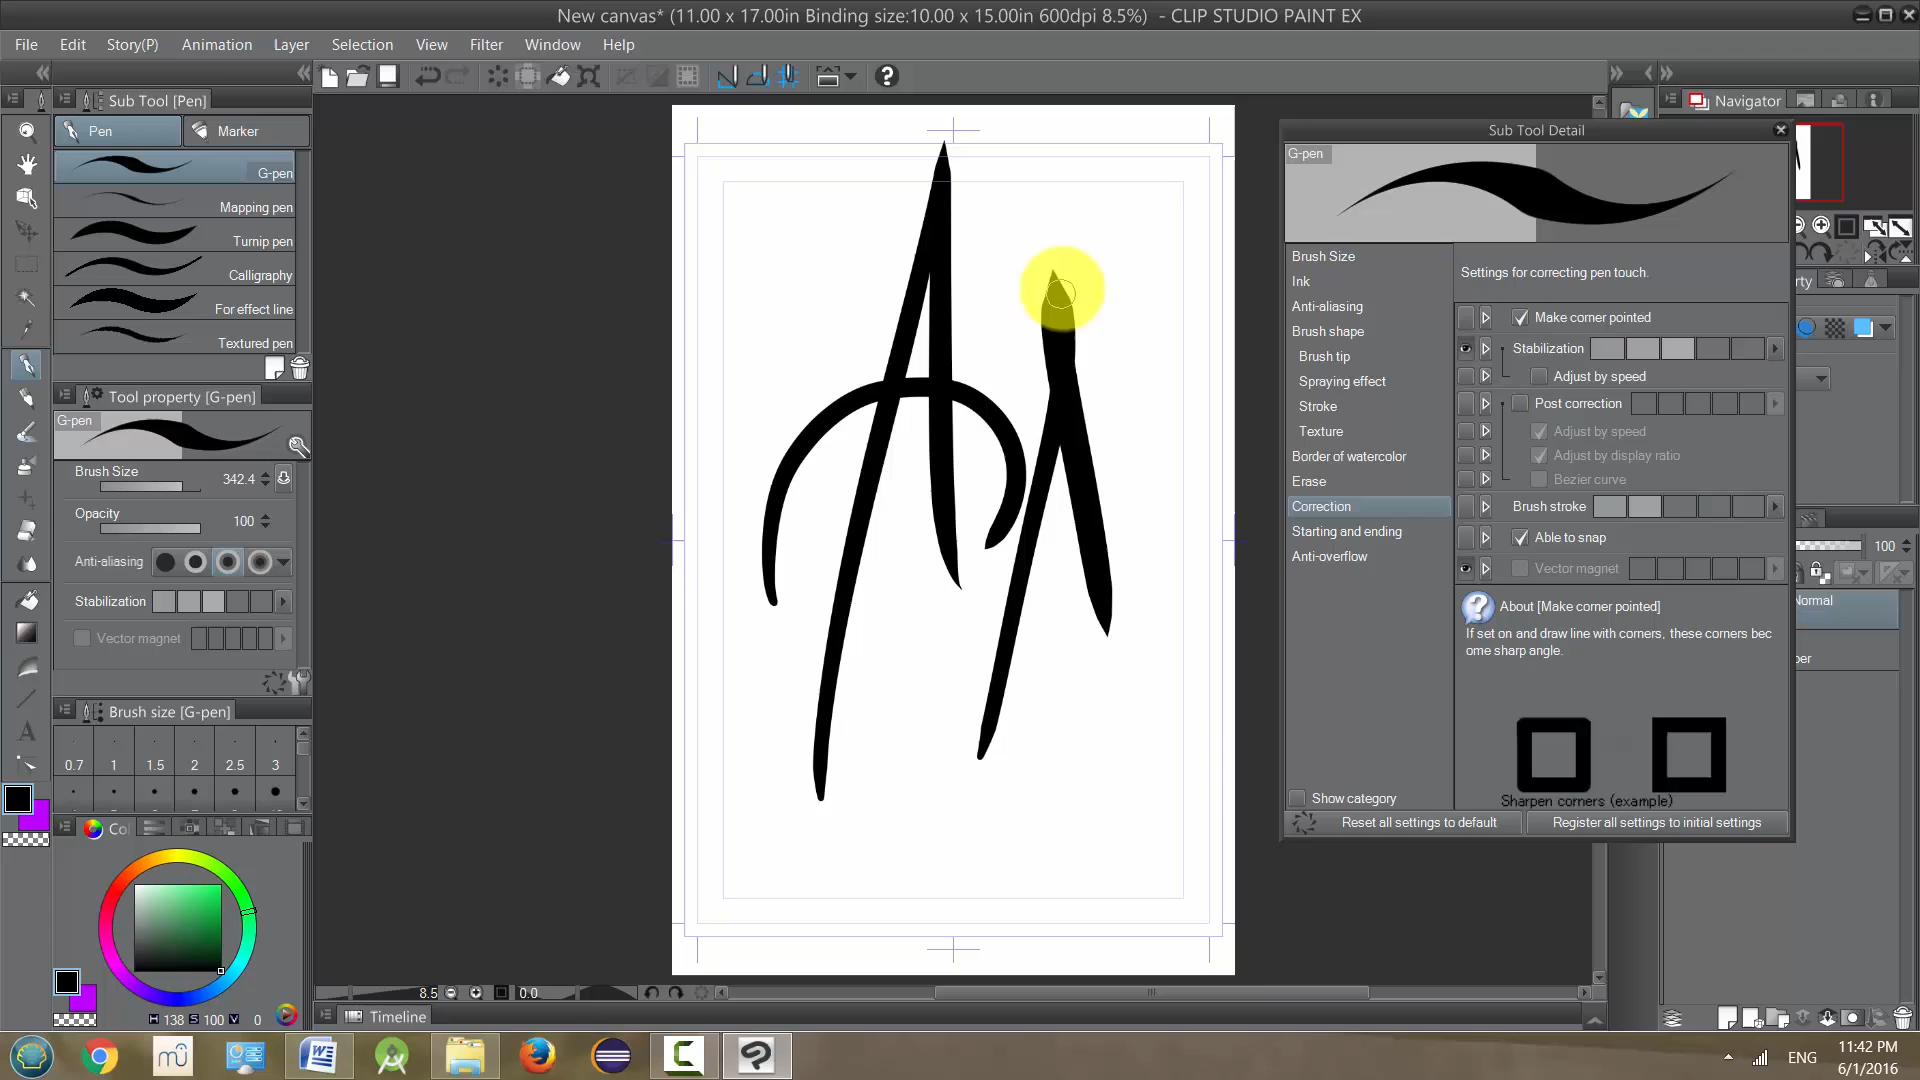 New canvas* (11.00 x 17.00in Binding size:10.00 x 15.00in 600dpi 8.5%) - CLIP STUDIO PAINT EX
File Edit Story(P) Animation Layer Selection View Filter Window Help
Sub Tool [Pen]
Pen Marker
G-pen
Mapping pen
Turnip pen
Calligraphy
For effect line
Textured pen
Tool property [G-pen]
G-pen
Brush Size 342.4
Opacity 100
Anti-aliasing
Stabilization
Vector magnet
Brush size [G-pen]
0.7 1 1.5 2 2.5 3
Col
H 138 S 100 V 0
8.5 0.0
Timeline
Sub Tool Detail
G-pen
Brush Size
Ink
Anti-aliasing
Brush shape
Brush tip
Spraying effect
Stroke
Texture
Border of watercolor
Erase
Correction
Starting and ending
Anti-overflow
Show category
Settings for correcting pen touch.
Make corner pointed
Stabilization
Adjust by speed
Post correction
Adjust by speed
Adjust by display ratio
Bezier curve
Brush stroke
Able to snap
Vector magnet
About [Make corner pointed]
If set on and draw line with corners, these corners bec
ome sharp angle.
Sharpen corners (example)
Reset all settings to default Register all settings to initial settings
Navigator
rty
100
Normal
per
ENG
11:42 PM
6/1/2016